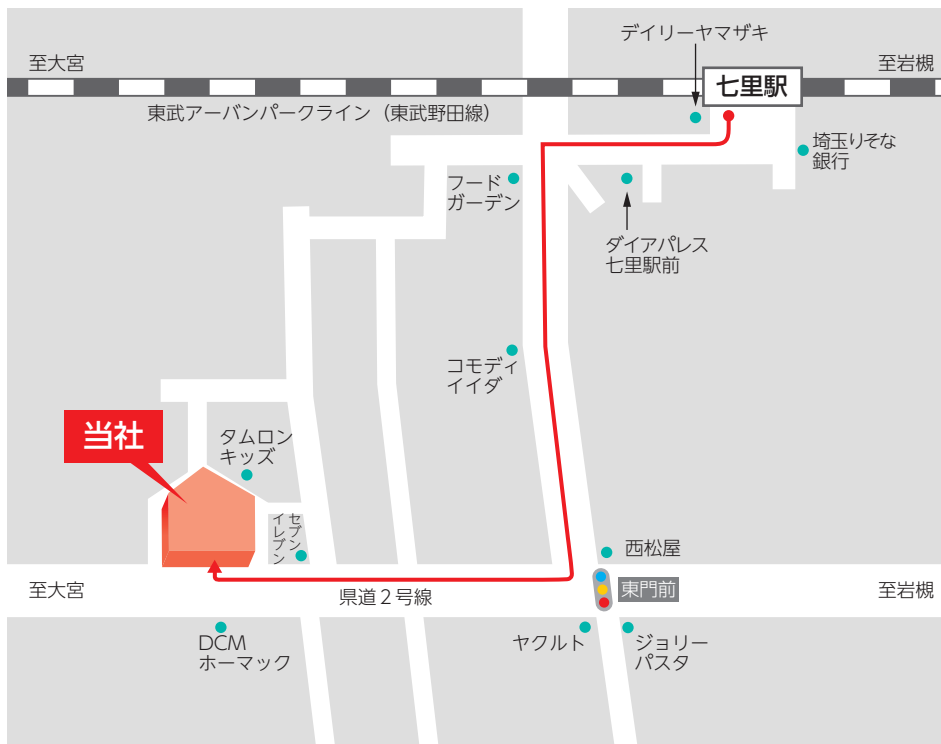 デイリーヤマザキ
至大宮
至岩槻
七里駅
東武アーバンパークライン（東武野田線）
埼玉りそな
銀行
フード
ガーデン
ダイアパレス
七里駅前
コモディ
イイダ
当社
タムロン
キッズ
セブン
イレブン
西松屋
至大宮
県道２号線
東門前
至岩槻
DCM
ホーマック
ヤクルト
ジョリー
パスタ